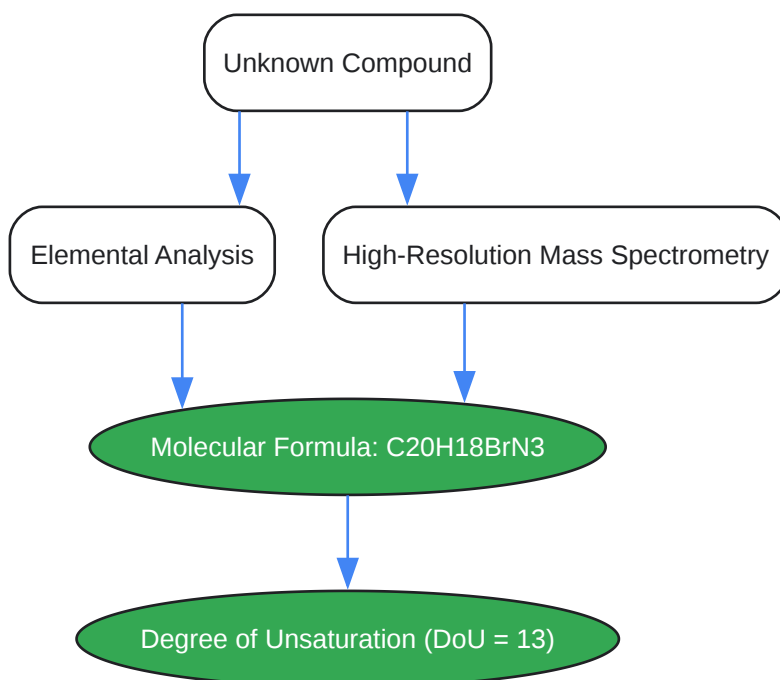 Unknown Compound
Elemental Analysis
High-Resolution Mass Spectrometry
Molecular Formula: C20H18BrN3
Degree of Unsaturation (DoU = 13)